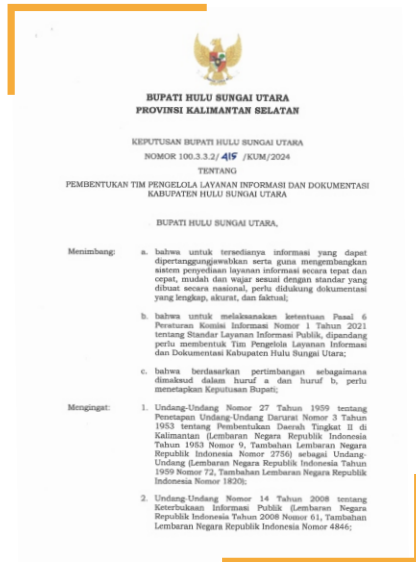 BUPATI HULU SUNGAI UTARA
PROVINSI KALIMANTAN SELATAN
KEPUTUSAN BUPATI HULU SUNGAI UTARA
NOMOR 100.3.3.2/ 415 /KUM/2024
TENTANG
PEMBENTUKAN TIM PENGELOLA LAYANAN INFORMASI DAN DOKUMENTASI
KABUPATEN HULU SUNGAI UTARA
BUPATI HULU SUNGAI UTARA,
Menimbang: a. bahwa untuk tersedianya informasi yang dapat
dipertanggungjawabkan serta guna mengembangkan
sistem penyediaan layanan informasi secara tepat dan
cepat, mudah dan wajar sesuai dengan standar yang
dibuat secara nasional, perlu didukung dokumentasi
yang lengkap, akurat, dan faktual;
b. bahwa untuk melaksanakan ketentuan Pasal 6
Peraturan Komisi Informasi Nomor 1 Tahun 2021
tentang Standar Layanan Informasi Publik, dipandang
perlu membentuk Tim Pengelola Layanan Informasi
dan Dokumentasi Kabupaten Hulu Sungai Utara;
c. bahwa berdasarkan pertimbangan sebagaimana
dimaksud dalam huruf a dan huruf b, perlu
menetapkan Keputusan Bupati;
Mengingat: 1. Undang-Undang Nomor 27 Tahun 1959 tentang
Penetapan Undang-Undang Darurat Nomor 3 Tahun
1953 tentang Pembentukan Daerah Tingkat II di
Kalimantan (Lembaran Negara Republik Indonesia
Tahun 1953 Nomor 9, Tambahan Lembaran Negara
Republik Indonesia Nomor 2756) sebagai Undang-
Undang (Lembaran Negara Republik Indonesia Tahun
1959 Nomor 72, Tambahan Lembaran Negara Republik
Indonesia Nomor 1820);
2. Undang-Undang Nomor 14 Tahun 2008 tentang
Keterbukaan Informasi Publik (Lembaran Negara
Republik Indonesia Tahun 2008 Nomor 61, Tambahan
Lembaran Negara Republik Indonesia Nomor 4846;